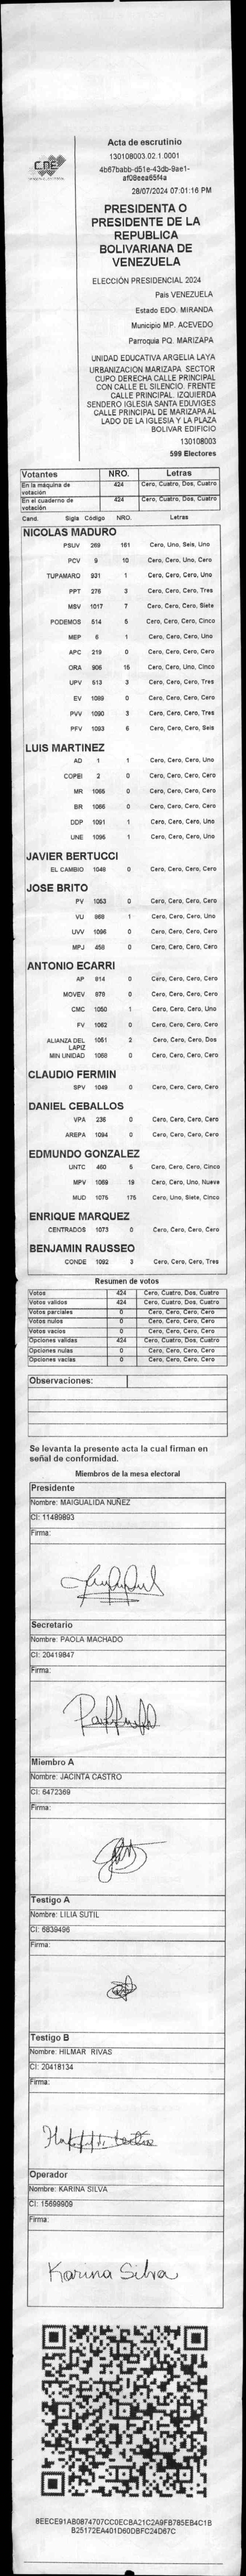 CNE
Acta de escrutinio
130108003.02.1.0001
4b67babb-d51e-43db-9ae1-
af08eea65f4a
28/07/2024 07:01:16 PM
PRESIDENTA O
PRESIDENTE DE LA
REPUBLICA
BOLIVARIANA DE
VENEZUELA
ELECCIÓN PRESIDENCIAL 2024
Pais VENEZUELA
Estado EDO. MIRANDA
Municipio MP. ACEVEDO
Parroquia PQ. MARIZAPA
UNIDAD EDUCATIVA ARGELIA LAYA
URBANIZACION MARIZAPA SECTOR
CUPO DERECHA CALLE PRINCIPAL
CON CALLE EL SILENCIO. FRENTE
CALLE PRINCIPAL. IZQUIERDA
SENDERO IGLESIA SANTA EDUVIGES
CALLE PRINCIPAL DE MARIZAPA AL
LADO DE LA IGLESIA Y LA PLAZA
BOLIVAR EDIFICIO
130108003
599 Electores
Votantes NRO. Letras
En la máquina de votación 424 Cero, Cuatro, Dos, Cuatro
En el cuaderno de votación 424 Cero, Cuatro, Dos, Cuatro
Cand. Sigla Código NRO. Letras
NICOLAS MADURO
PSUV 269 161 Cero, Uno, Seis, Uno
PCV 9 10 Cero, Cero, Uno, Cero
TUPAMARO 931 1 Cero, Cero, Cero, Uno
PPT 276 3 Cero, Cero, Cero, Tres
MSV 1017 7 Cero, Cero, Cero, Siete
PODEMOS 514 5 Cero, Cero, Cero, Cinco
MEP 6 1 Cero, Cero, Cero, Uno
APC 219 0 Cero, Cero, Cero, Cero
ORA 906 15 Cero, Cero, Uno, Cinco
UPV 513 3 Cero, Cero, Cero, Tres
EV 1089 0 Cero, Cero, Cero, Cero
PVV 1090 3 Cero, Cero, Cero, Tres
PFV 1093 6 Cero, Cero, Cero, Seis
LUIS MARTINEZ
AD 1 1 Cero, Cero, Cero, Uno
COPEI 2 0 Cero, Cero, Cero, Cero
MR 1065 0 Cero, Cero, Cero, Cero
BR 1066 0 Cero, Cero, Cero, Cero
DDP 1091 1 Cero, Cero, Cero, Uno
UNE 1095 1 Cero, Cero, Cero, Uno
JAVIER BERTUCCI
EL CAMBIO 1048 0 Cero, Cero, Cero, Cero
JOSE BRITO
PV 1053 0 Cero, Cero, Cero, Cero
VU 868 1 Cero, Cero, Cero, Uno
UVV 1096 0 Cero, Cero, Cero, Cero
MPJ 458 0 Cero, Cero, Cero, Cero
ANTONIO ECARRI
AP 814 0 Cero, Cero, Cero, Cero
MOVEV 878 0 Cero, Cero, Cero, Cero
CMC 1050 1 Cero, Cero, Cero, Uno
FV 1062 0 Cero, Cero, Cero, Cero
ALIANZA DEL LAPIZ 1051 2 Cero, Cero, Cero, Dos
MIN UNIDAD 1068 0 Cero, Cero, Cero, Cero
CLAUDIO FERMIN
SPV 1049 0 Cero, Cero, Cero, Cero
DANIEL CEBALLOS
VPA 236 0 Cero, Cero, Cero, Cero
AREPA 1094 0 Cero, Cero, Cero, Cero
EDMUNDO GONZALEZ
UNTC 460 5 Cero, Cero, Cero, Cinco
MPV 1069 19 Cero, Cero, Uno, Nueve
MUD 1075 175 Cero, Uno, Siete, Cinco
ENRIQUE MARQUEZ
CENTRADOS 1073 0 Cero, Cero, Cero, Cero
BENJAMIN RAUSSEO
CONDE 1092 3 Cero, Cero, Cero, Tres
Resumen de votos
Votos 424 Cero, Cuatro, Dos, Cuatro
Votos validos 424 Cero, Cuatro, Dos, Cuatro
Votos parciales 0 Cero, Cero, Cero, Cero
Votos nulos 0 Cero, Cero, Cero, Cero
Votos vacios 0 Cero, Cero, Cero, Cero
Opciones validas 424 Cero, Cuatro, Dos, Cuatro
Opciones nulas 0 Cero, Cero, Cero, Cero
Opciones vacias 0 Cero, Cero, Cero, Cero
Observaciones:
Se levanta la presente acta la cual firman en
señal de conformidad.
Miembros de la mesa electoral
Presidente
Nombre: MAIGUALIDA NUÑEZ
CI: 11489893
Firma:
Secretario
Nombre: PAOLA MACHADO
CI: 20419847
Firma:
Miembro A
Nombre: JACINTA CASTRO
CI: 6472369
Firma:
Testigo A
Nombre: LILIA SUTIL
CI: 6839496
Firma:
Testigo B
Nombre: HILMAR RIVAS
CI: 20418134
Firma:
Operador
Nombre: KARINA SILVA
CI: 15699909
Firma:
Karina Silva
8EECE91AB0874707CC0ECBA21C2A9FB785EB4C1B
B25172EA401D60DBFC24D67C